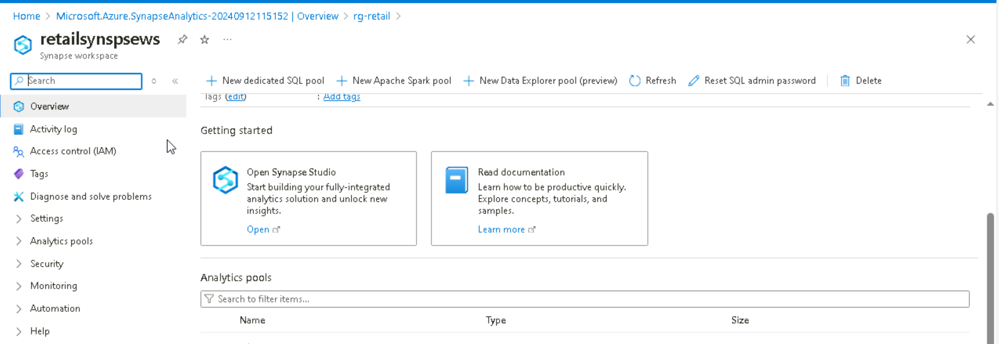 Home > Microsoft.Azure.SynapseAnalytics-20240912115152 | Overview > rg-retail >
retailsynspsews
Synapse workspace
Search
New dedicated SQL pool
New Apache Spark pool
New Data Explorer pool (preview)
Refresh
Reset SQL admin password
Delete
Overview
Activity log
Access control (IAM)
Tags
Diagnose and solve problems
Settings
Analytics pools
Security
Monitoring
Automation
Help
Tags (edit) : Add tags
Getting started
Open Synapse Studio
Start building your fully-integrated
analytics solution and unlock new
insights.
Open
Read documentation
Learn how to be productive quickly.
Explore concepts, tutorials, and
samples.
Learn more
Analytics pools
Search to filter items...
Name Type Size